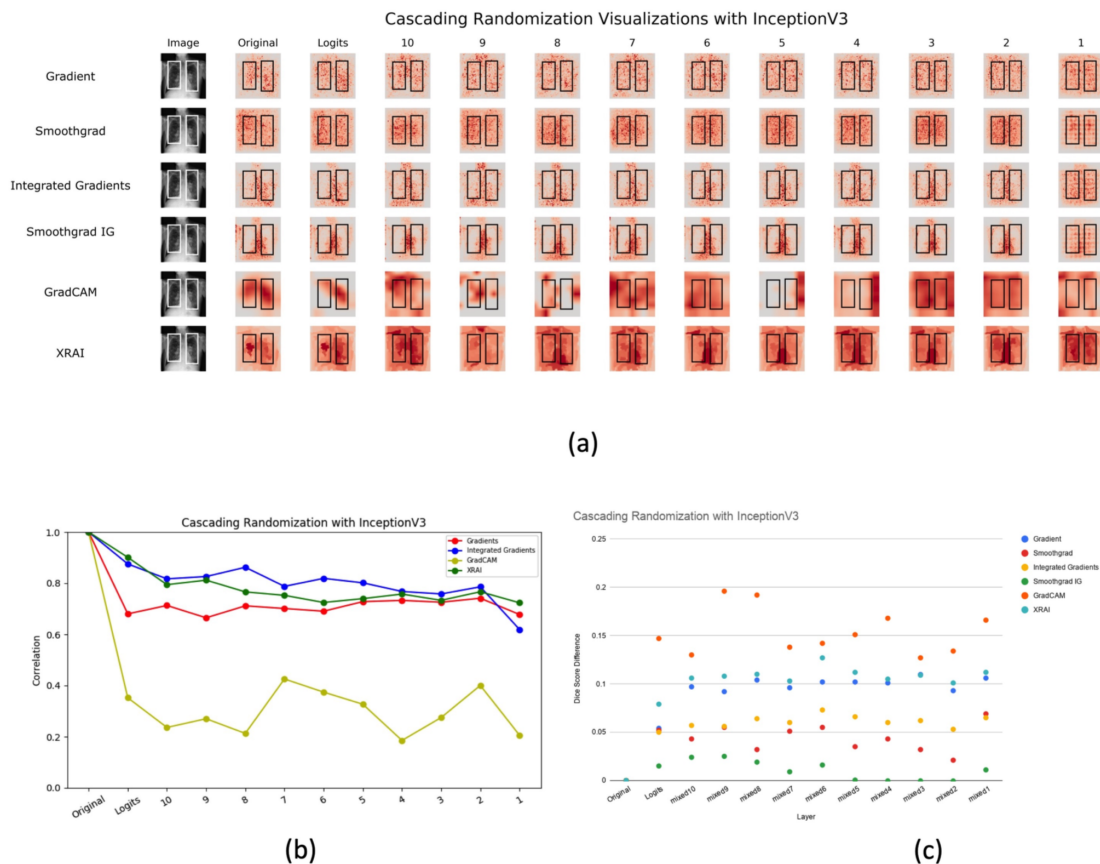 Cascading Randomization Visualizations with InceptionV3
Image Original Logits 10 9 8 7 6 5 4 3 2 1
Gradient
Smoothgrad
Integrated Gradients
Smoothgrad IG
GradCAM
XRAI
(a)
Cascading Randomization with InceptionV3
1.0
0.8
0.6
0.4
0.2
0.0
Correlation
Gradients
Integrated Gradients
GradCAM
XRAI
Original Logits 10 9 8 7 6 5 4 3 2 1
(b)
Cascading Randomization with InceptionV3
0.25
0.2
0.15
0.1
0.05
0
Dice Score Difference
Gradient
Smoothgrad
Integrated Gradients
Smoothgrad IG
GradCAM
XRAI
Original Logits mixed10 mixed9 mixed8 mixed7 mixed6 mixed5 mixed4 mixed3 mixed2 mixed1
Layer
(c)